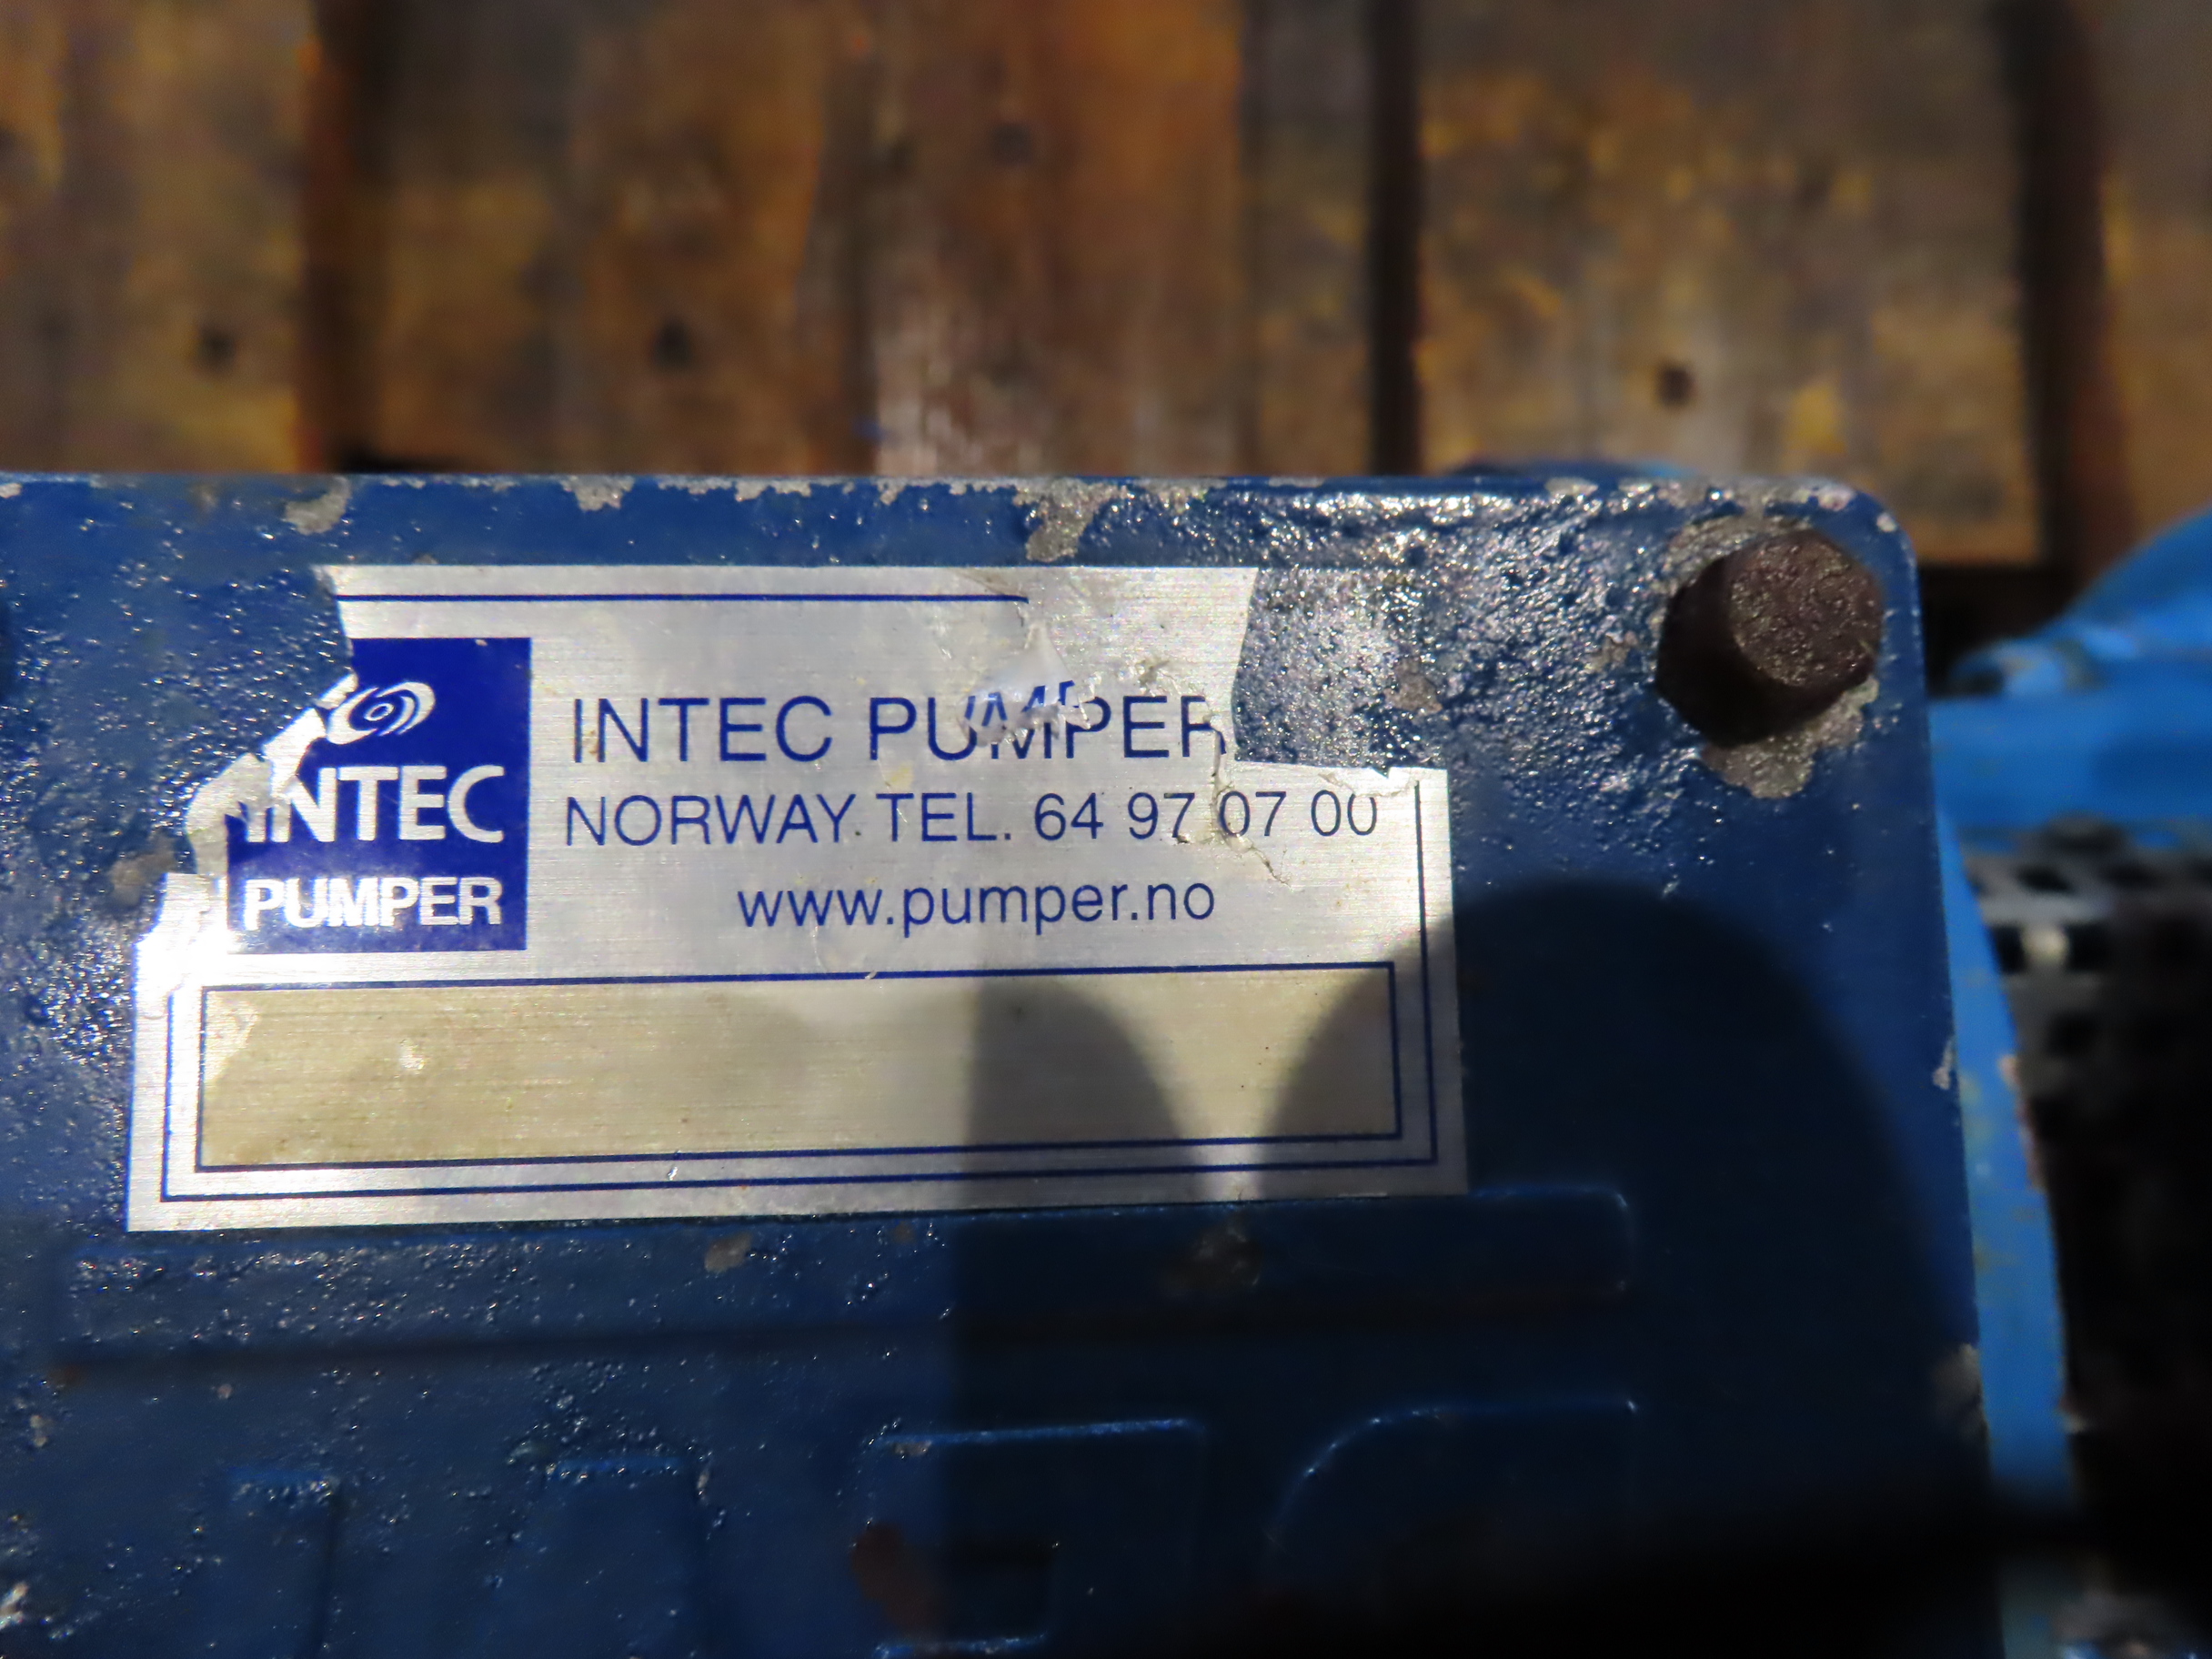 INTEC
PUMPER
INTEC PUMPER
NORWAY. TEL. 64 97 07 00
www.pumper.no